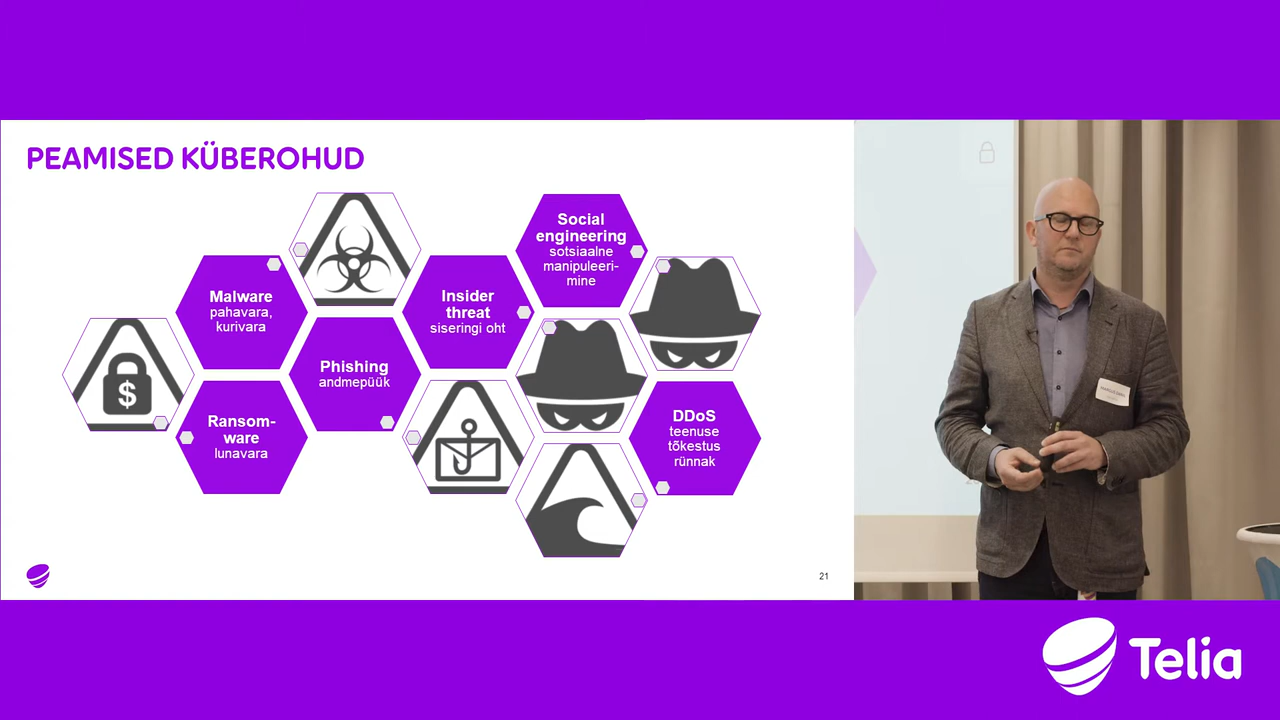 PEAMISED KÜBEROHUD
Social
engineering
sotsiaalne
manipuleeri-
mine
Malware
pahavara,
kurivara
Insider
threat
siseringi oht
Phishing
andmepüük
$
Ransom-
ware
lunavara
DDoS
teenuse
tõkestus
rünnak
21
Telia